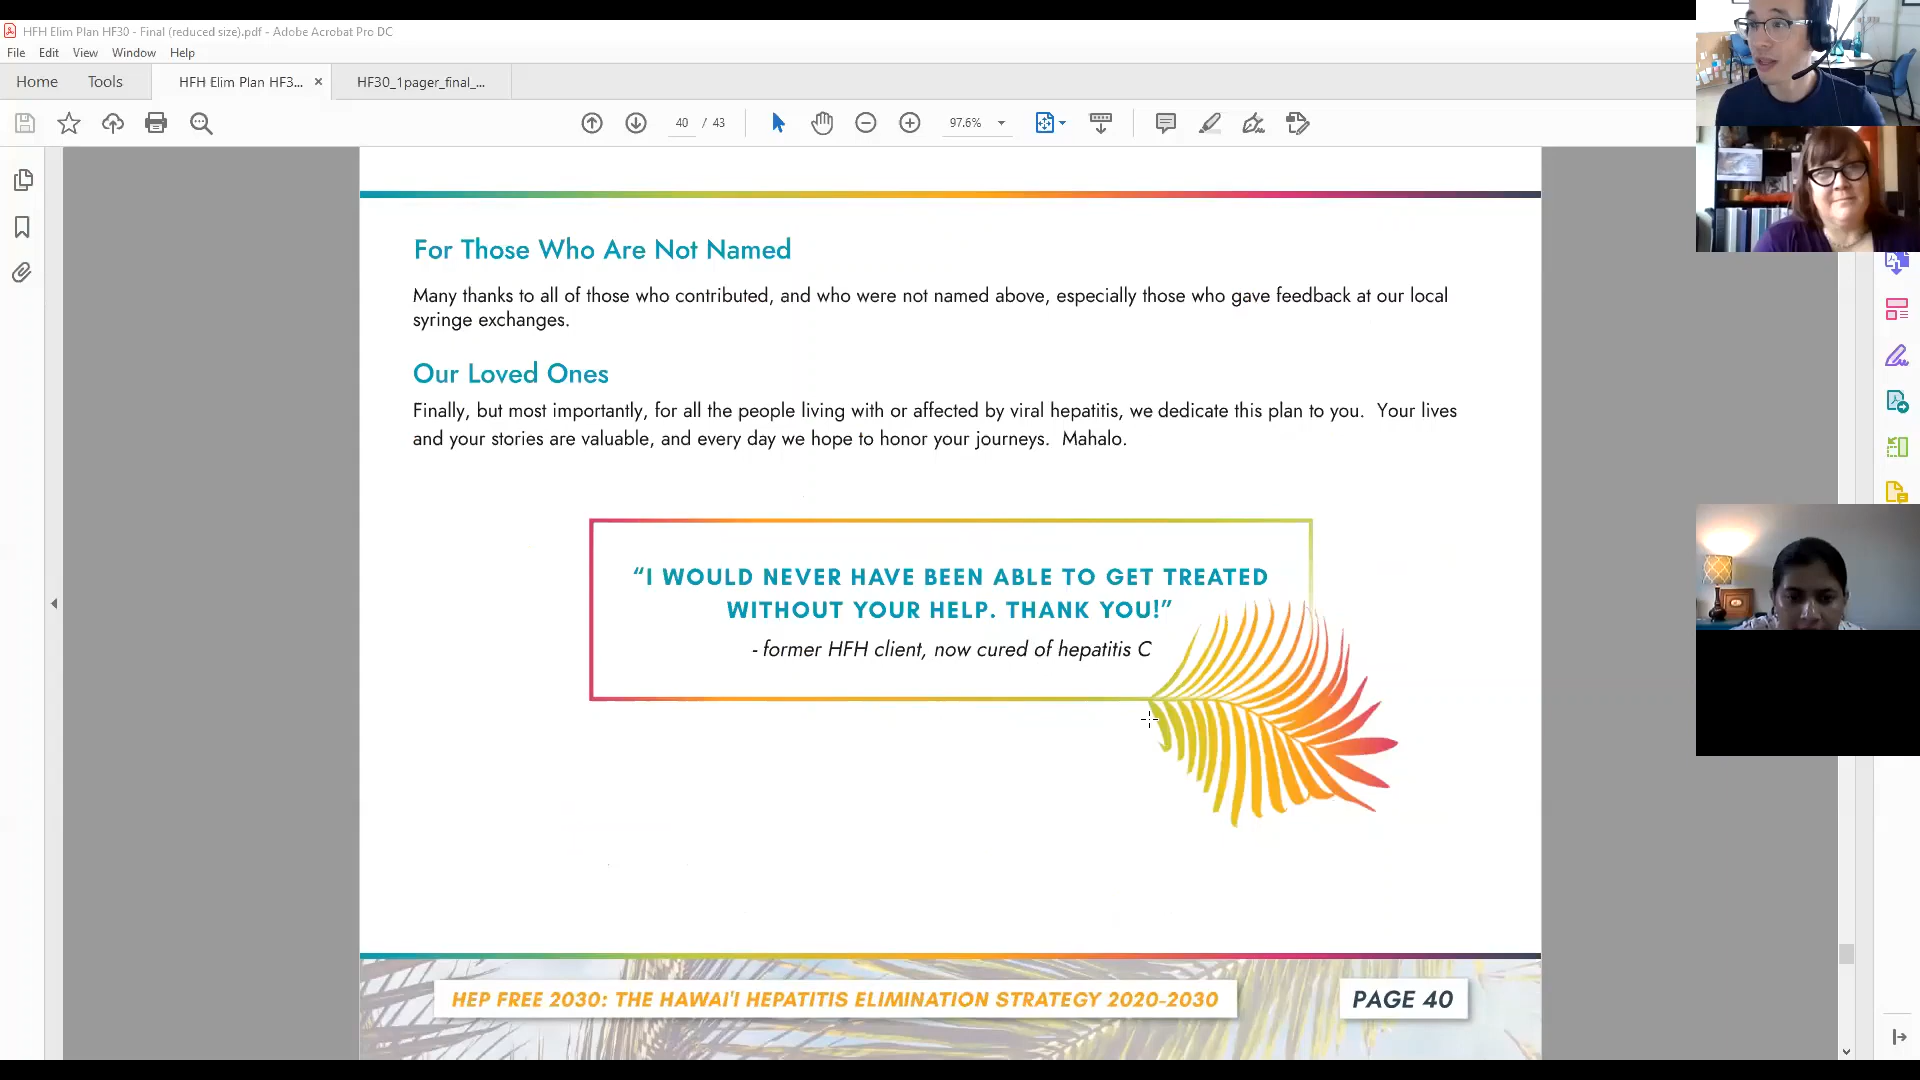 HFH Elim Plan HF30 - Final (reduced size).pdf - Adobe Acrobat Pro DC
File Edit View Window Help
Home Tools HFH Elim Plan HF3... × HF30_1pager_final_...
40 / 43 97.6%
For Those Who Are Not Named
Many thanks to all of those who contributed, and who were not named above, especially those who gave feedback at our local
syringe exchanges.
Our Loved Ones
Finally, but most importantly, for all the people living with or affected by viral hepatitis, we dedicate this plan to you. Your lives
and your stories are valuable, and every day we hope to honor your journeys. Mahalo.
“I WOULD NEVER HAVE BEEN ABLE TO GET TREATED
WITHOUT YOUR HELP. THANK YOU!”
- former HFH client, now cured of hepatitis C
HEP FREE 2030: THE HAWAI'I HEPATITIS ELIMINATION STRATEGY 2020-2030
PAGE 40